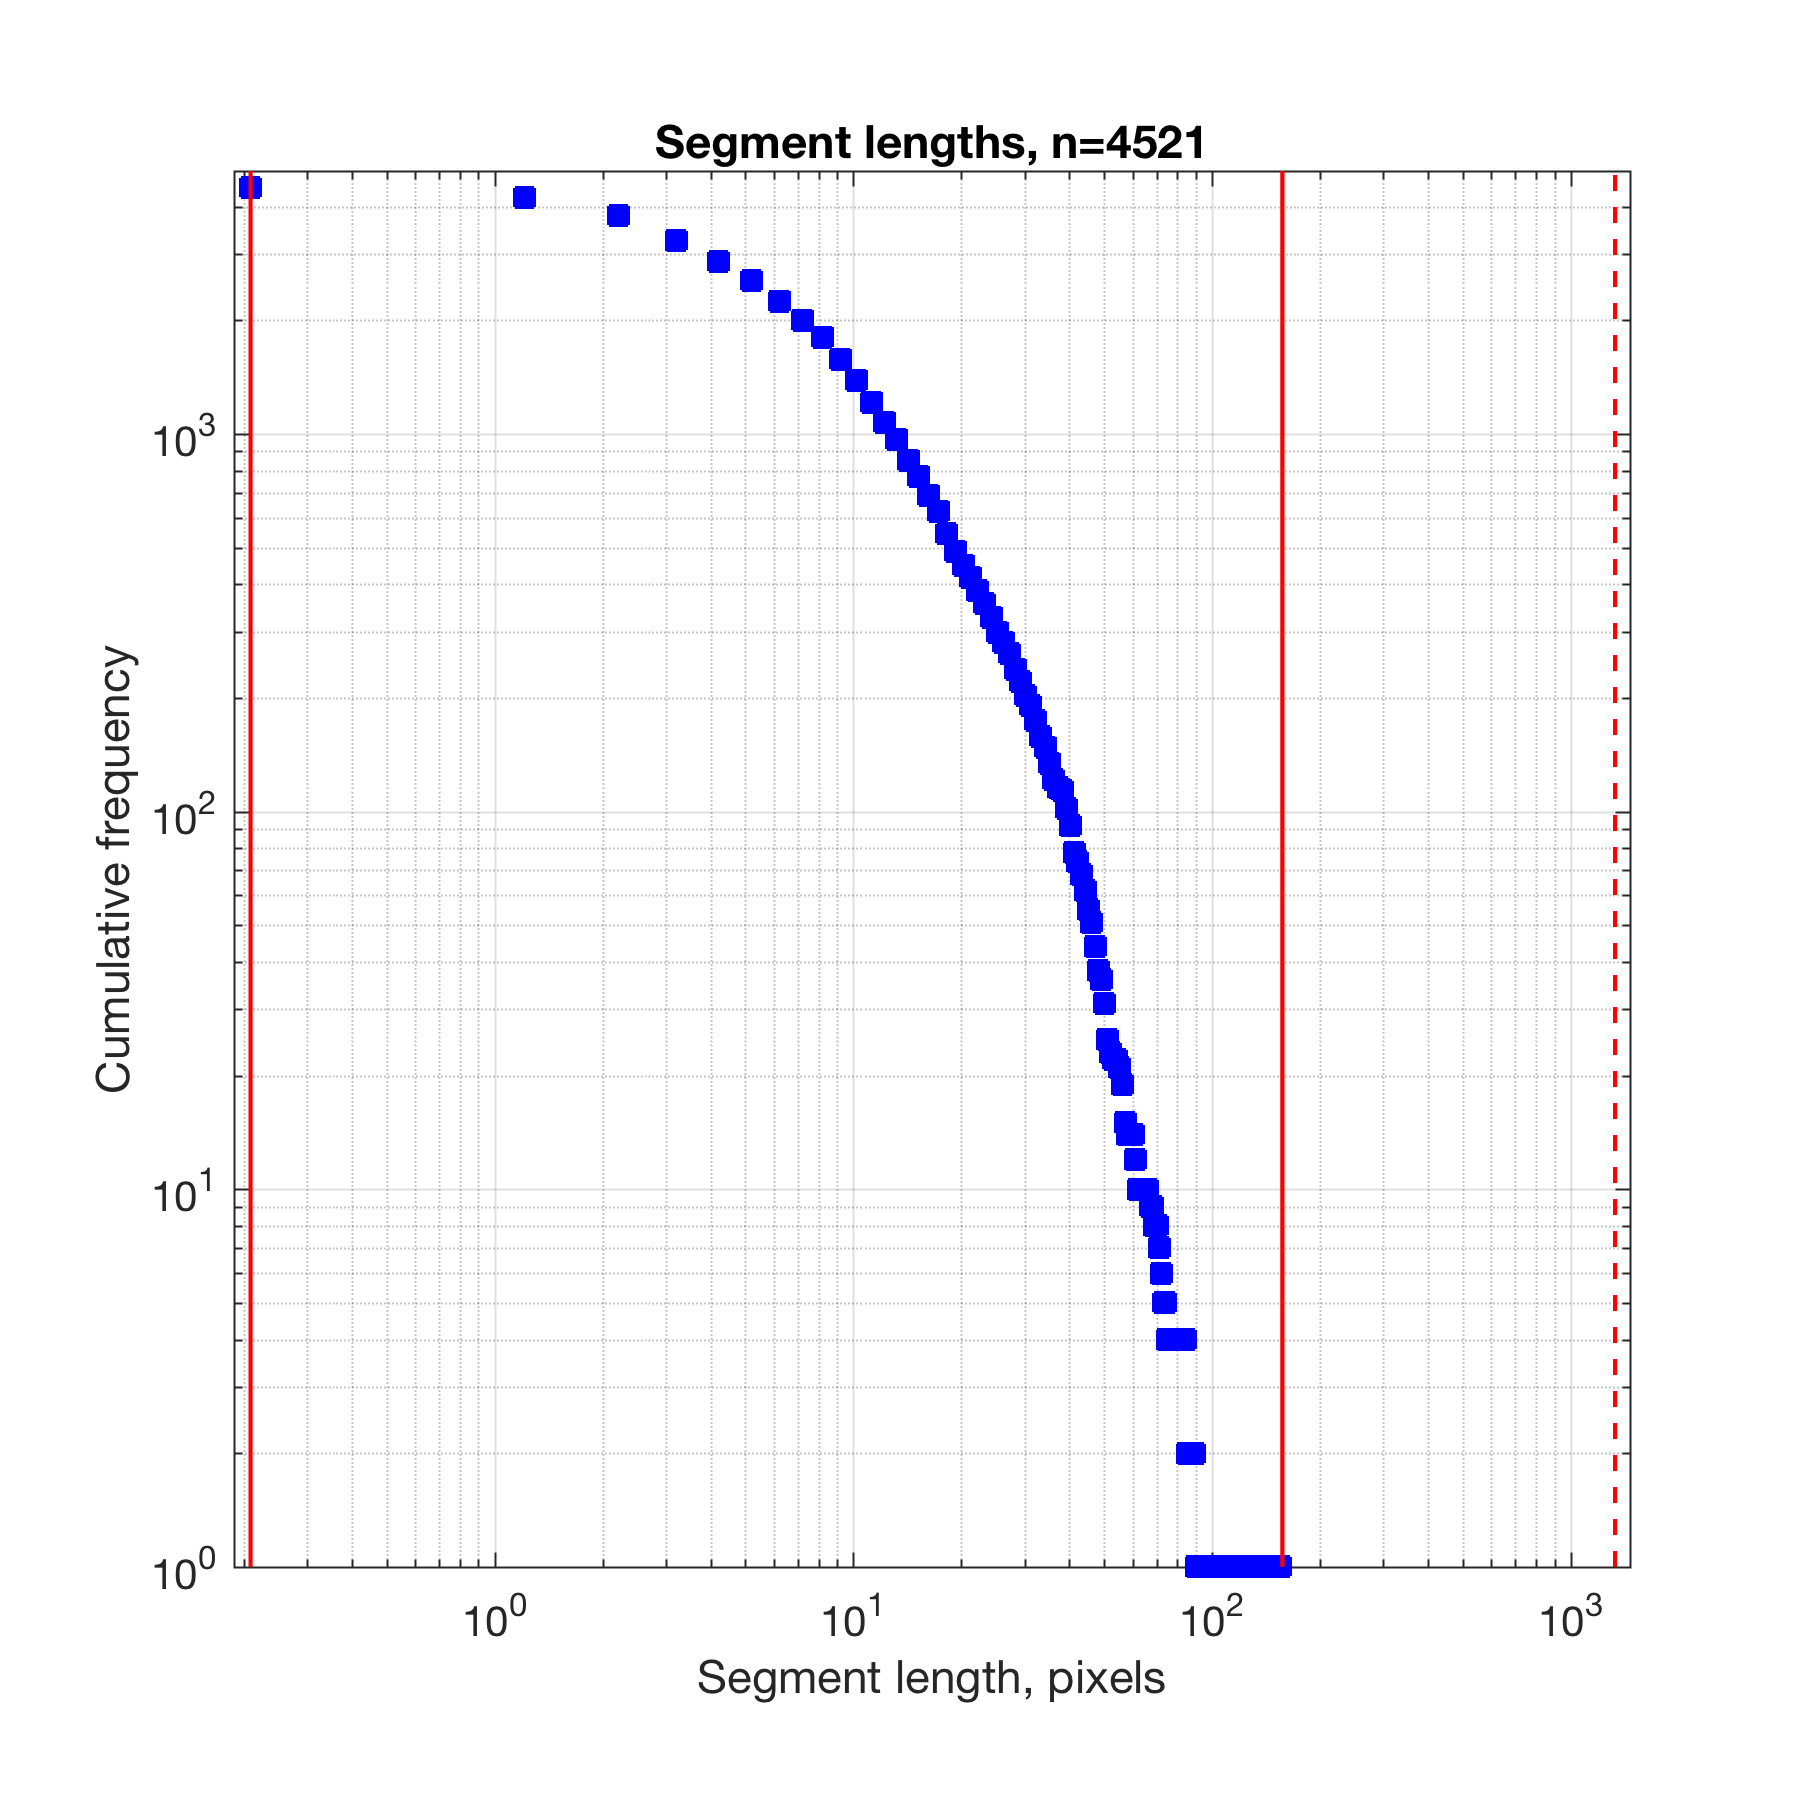 Segment lengths, n=4521
Cumulative frequency
10³
10²
10¹
10⁰
10⁰ 10¹ 10² 10³
Segment length, pixels